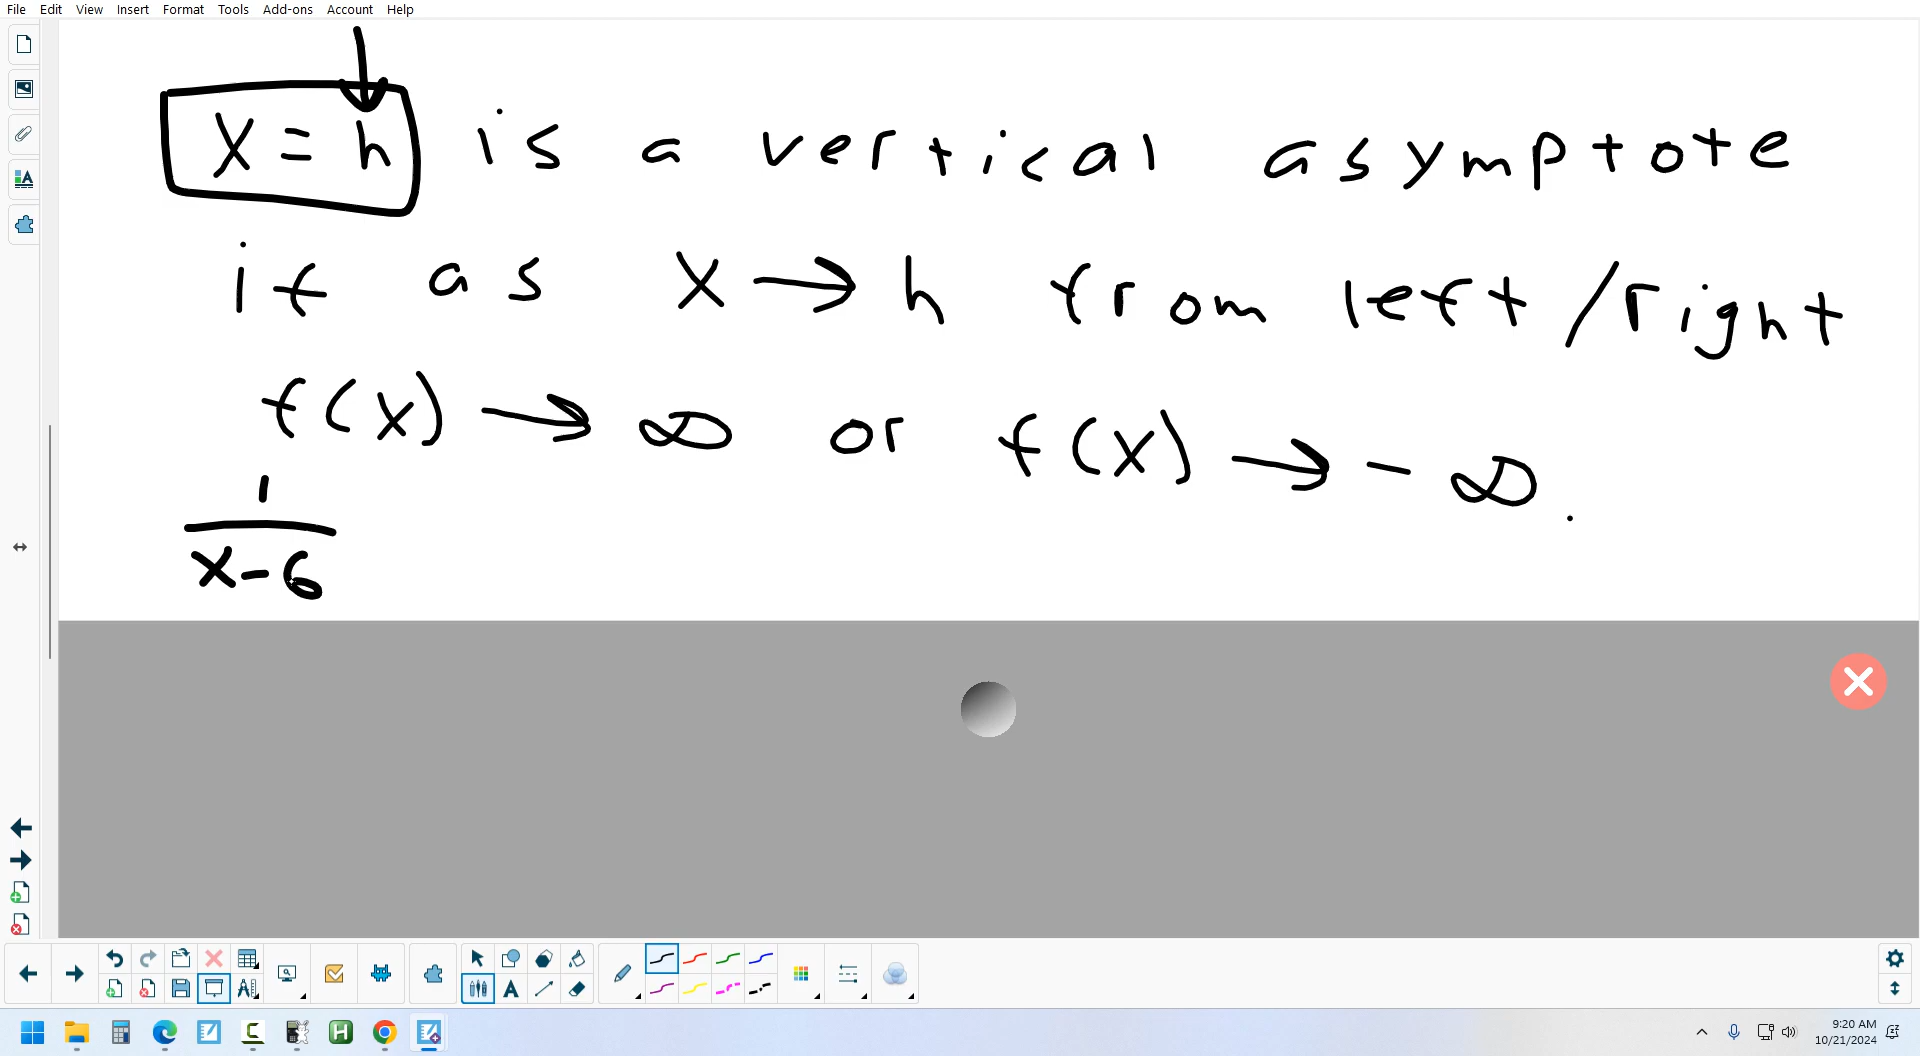 File Edit View Insert Format Tools Add-ons Account Help
x = h is a vertical asymptote
if as x → h from left/right
f(x) → ∞ or f(x) → - ∞.
1
x-6
9:20 AM
10/21/2024